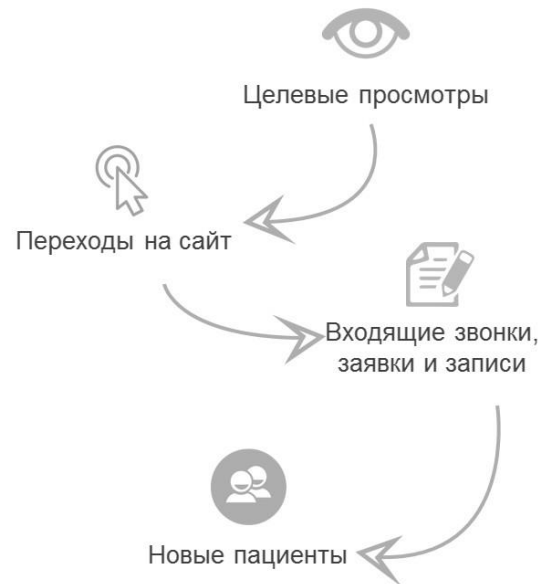 Целевые просмотры
Переходы на сайт
Входящие звонки,
заявки и записи
Новые пациенты